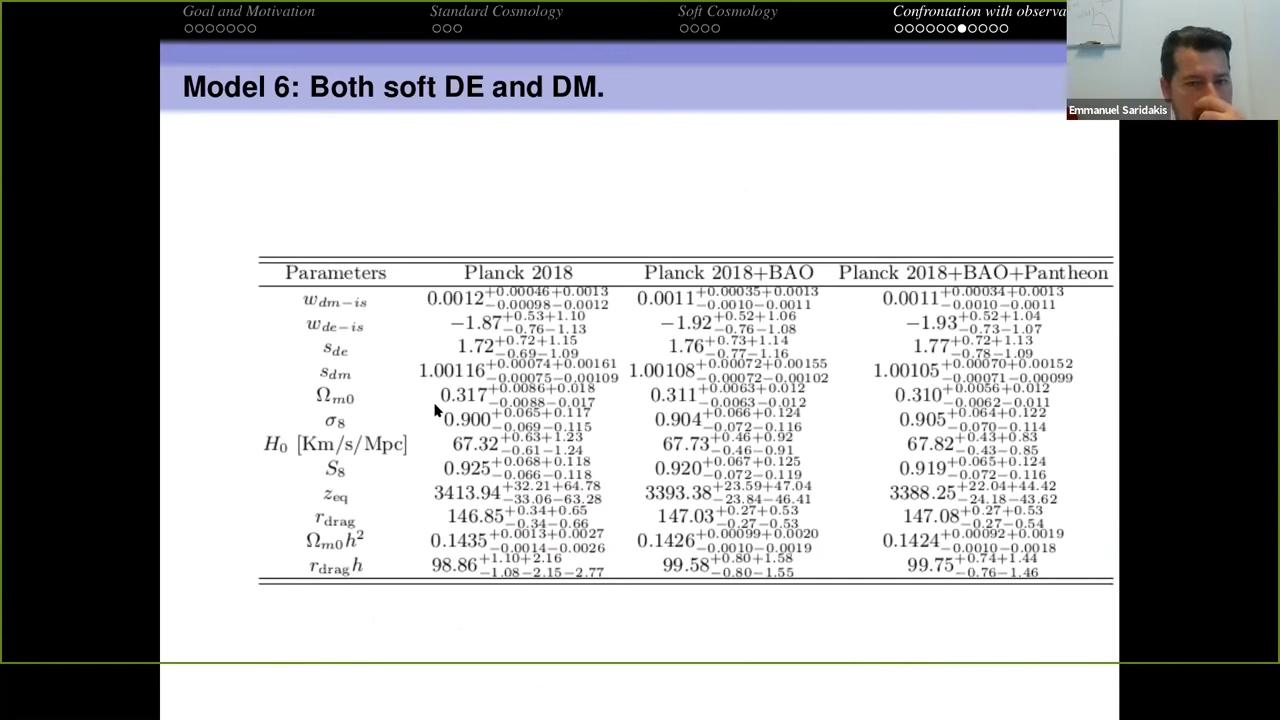 Goal and Motivation Standard Cosmology Soft Cosmology Confrontation with observa
Emmanuel Saridakis
Model 6: Both soft DE and DM.
Parameters Planck 2018 Planck 2018+BAO Planck 2018+BAO+Pantheon
w_{dm-is} 0.0012^{+0.00046+0.0013}_{-0.00098-0.0012} 0.0011^{+0.00035+0.0013}_{-0.0010-0.0011} 0.0011^{+0.00034+0.0013}_{-0.0010-0.0011}
w_{de-is} -1.87^{+0.53+1.10}_{-0.76-1.13} -1.92^{+0.52+1.06}_{-0.76-1.08} -1.93^{+0.52+1.04}_{-0.73-1.07}
s_{de} 1.72^{+0.72+1.15}_{-0.69-1.09} 1.76^{+0.73+1.14}_{-0.77-1.16} 1.77^{+0.72+1.13}_{-0.78-1.09}
s_{dm} 1.00116^{+0.00074+0.00161}_{-0.00075-0.00109} 1.00108^{+0.00072+0.00155}_{-0.00072-0.00102} 1.00105^{+0.00070+0.00152}_{-0.00071-0.00099}
Ω_{m0} 0.317^{+0.0086+0.018}_{-0.0088-0.017} 0.311^{+0.0063+0.012}_{-0.0063-0.012} 0.310^{+0.0056+0.012}_{-0.0062-0.011}
σ_8 0.900^{+0.065+0.117}_{-0.069-0.115} 0.904^{+0.066+0.124}_{-0.072-0.116} 0.905^{+0.064+0.122}_{-0.070-0.114}
H_0 [Km/s/Mpc] 67.32^{+0.63+1.23}_{-0.61-1.24} 67.73^{+0.46+0.92}_{-0.46-0.91} 67.82^{+0.43+0.83}_{-0.43-0.85}
S_8 0.925^{+0.068+0.118}_{-0.066-0.118} 0.920^{+0.067+0.125}_{-0.072-0.119} 0.919^{+0.065+0.124}_{-0.072-0.116}
z_{eq} 3413.94^{+32.21+64.78}_{-33.06-63.28} 3393.38^{+23.59+47.04}_{-23.84-46.41} 3388.25^{+22.04+44.42}_{-24.18-43.62}
r_{drag} 146.85^{+0.34+0.65}_{-0.34-0.66} 147.03^{+0.27+0.53}_{-0.27-0.53} 147.08^{+0.27+0.53}_{-0.27-0.54}
Ω_{m0}h^2 0.1435^{+0.0013+0.0027}_{-0.0014-0.0026} 0.1426^{+0.00099+0.0020}_{-0.0010-0.0019} 0.1424^{+0.00092+0.0019}_{-0.0010-0.0018}
r_{drag}h 98.86^{+1.10+2.16}_{-1.08-2.15-2.77} 99.58^{+0.80+1.58}_{-0.80-1.55} 99.75^{+0.74+1.44}_{-0.76-1.46}